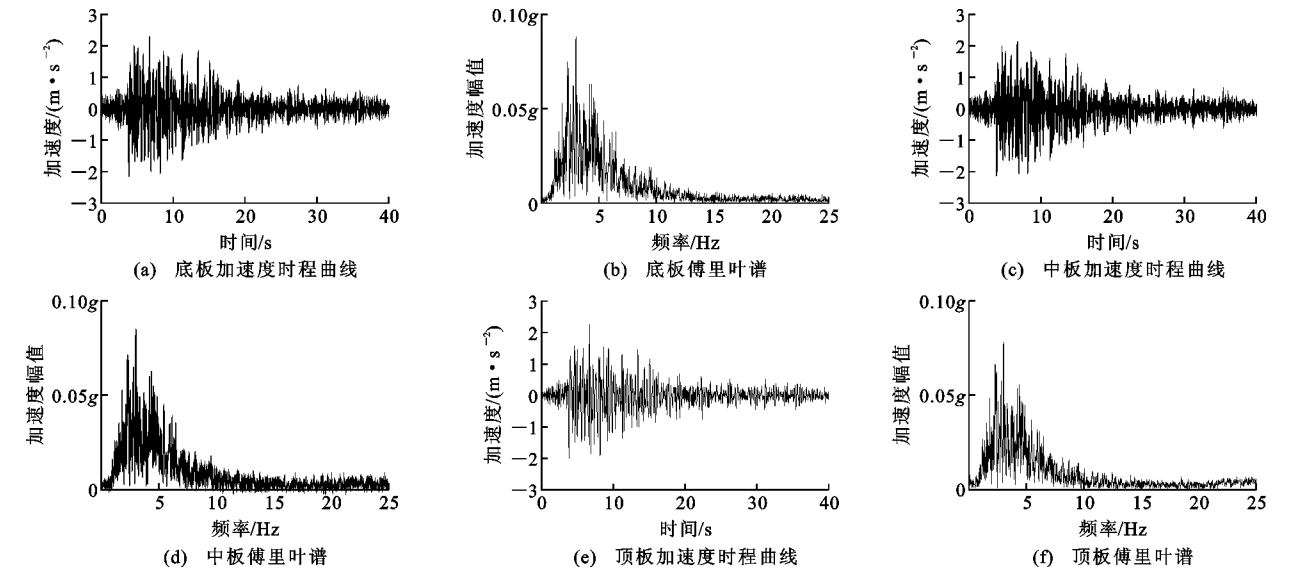 3
2
1
0
−1
−2
−3
加速度/(m·s⁻²)
0 10 20 30 40
时间/s
(a) 底板加速度时程曲线
0.10g
0.05g
0
加速度幅值
5 10 15 20 25
频率/Hz
(b) 底板傅里叶谱
3
2
1
0
−1
−2
−3
加速度/(m·s⁻²)
0 10 20 30 40
时间/s
(c) 中板加速度时程曲线
0.10g
0.05g
0
加速度幅值
5 10 15 20 25
频率/Hz
(d) 中板傅里叶谱
3
2
1
0
−1
−2
−3
加速度/(m·s⁻²)
0 10 20 30 40
时间/s
(e) 顶板加速度时程曲线
0.10g
0.05g
0
加速度幅值
5 10 15 20 25
频率/Hz
(f) 顶板傅里叶谱